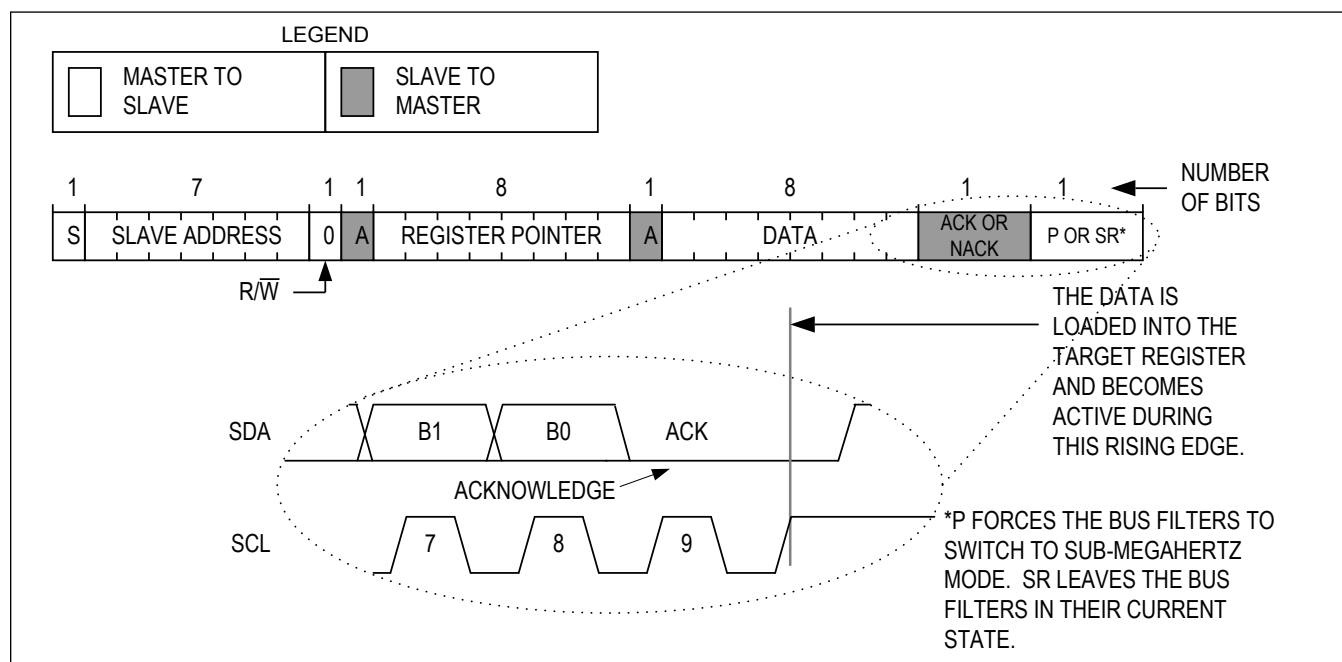 LEGEND
MASTER TO
SLAVE
SLAVE TO
MASTER
1 7 1 1 8 1 8 1 1
NUMBER
OF BITS
S SLAVE ADDRESS 0 A REGISTER POINTER A DATA ACK OR
NACK P OR SR*
R/W̅
THE DATA IS
LOADED INTO THE
TARGET REGISTER
AND BECOMES
ACTIVE DURING
THIS RISING EDGE.
SDA B1 B0 ACK
ACKNOWLEDGE
SCL 7 8 9
*P FORCES THE BUS FILTERS TO
SWITCH TO SUB-MEGAHERTZ
MODE. SR LEAVES THE BUS
FILTERS IN THEIR CURRENT
STATE.